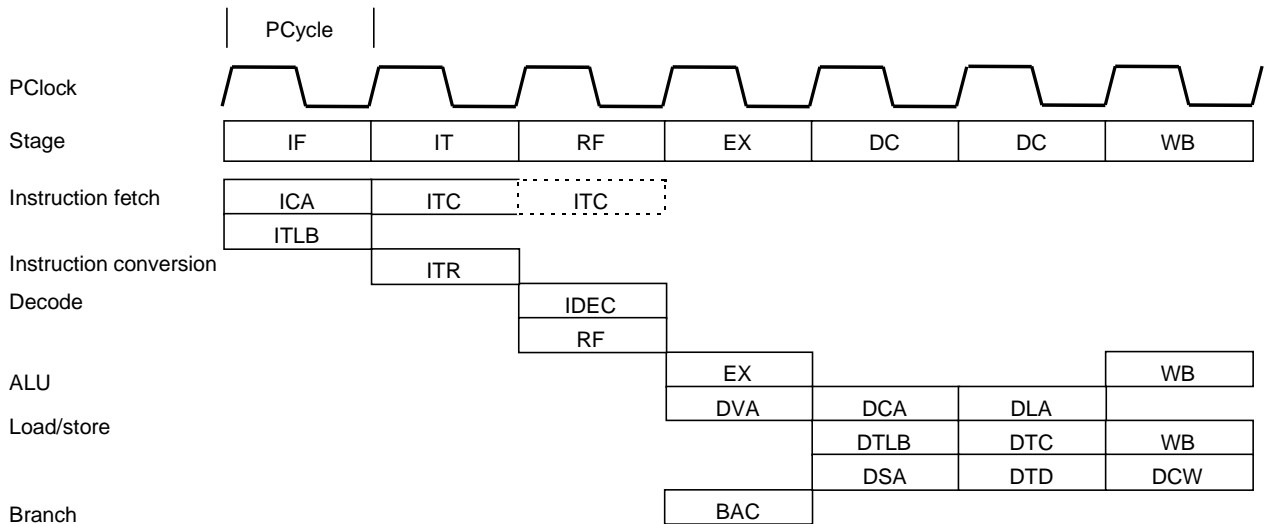 PCycle
PClock
Stage IF IT RF EX DC DC WB
Instruction fetch ICA ITC ITC
ITLB
Instruction conversion ITR
Decode IDEC
RF
ALU EX WB
DVA DCA DLA
Load/store DTLB DTC WB
DSA DTD DCW
Branch BAC